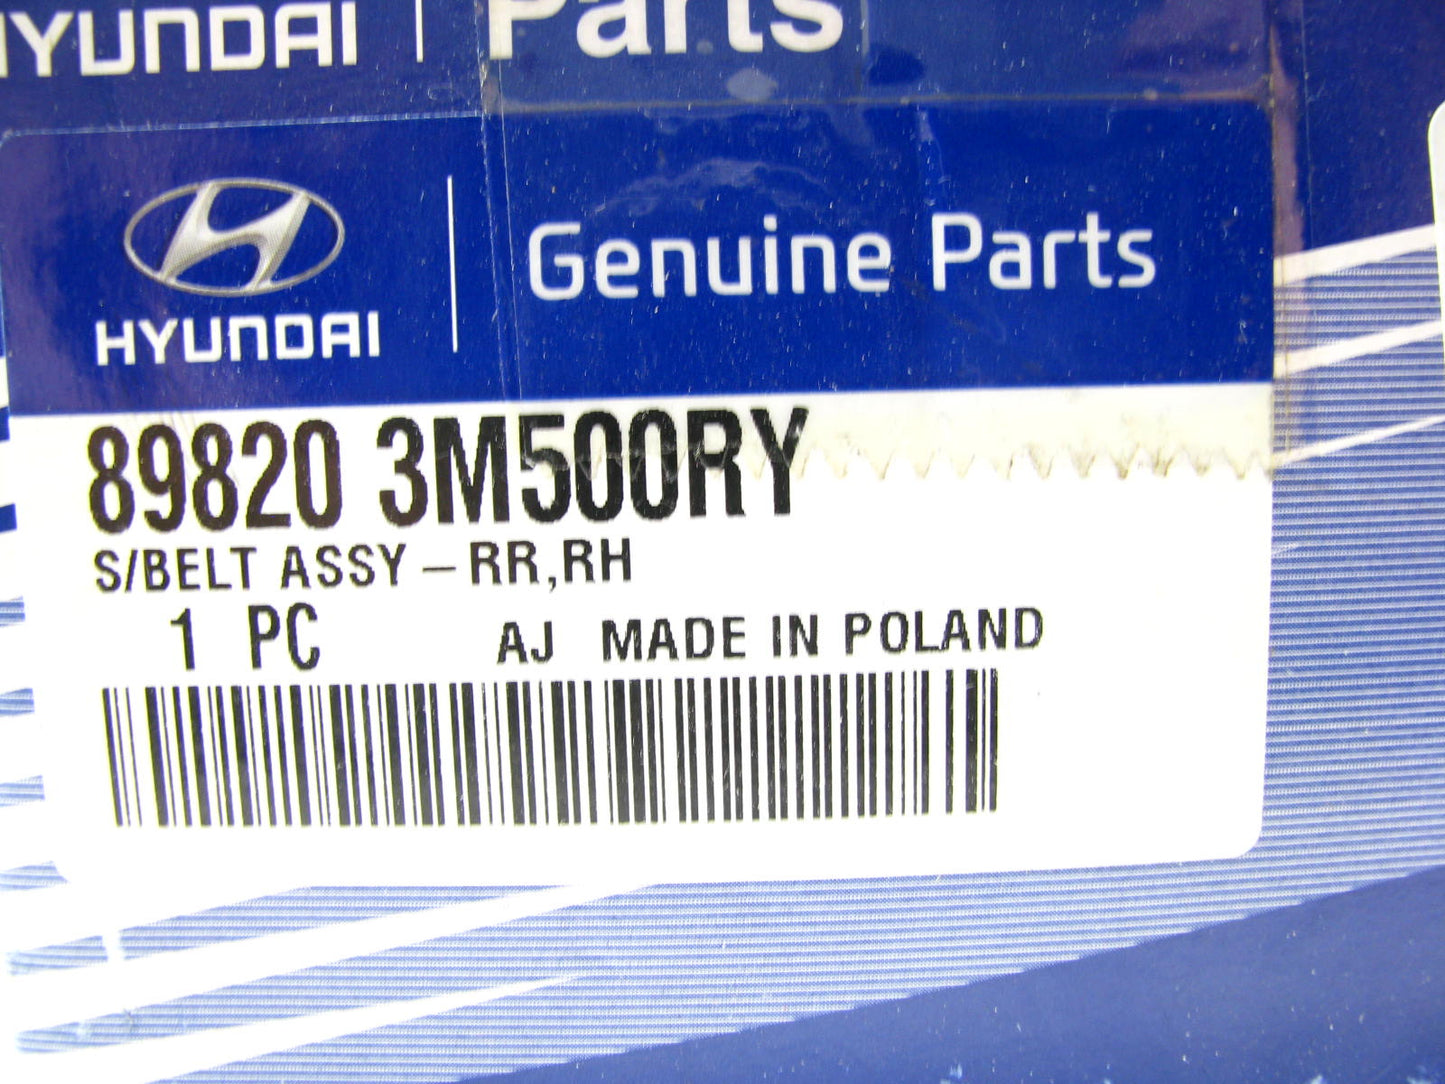 HYUNDAI Parts
HYUNDAI Genuine Parts
89820 3M500RY
S/BELT ASSY – RR,RH
1 PC AJ MADE IN POLAND